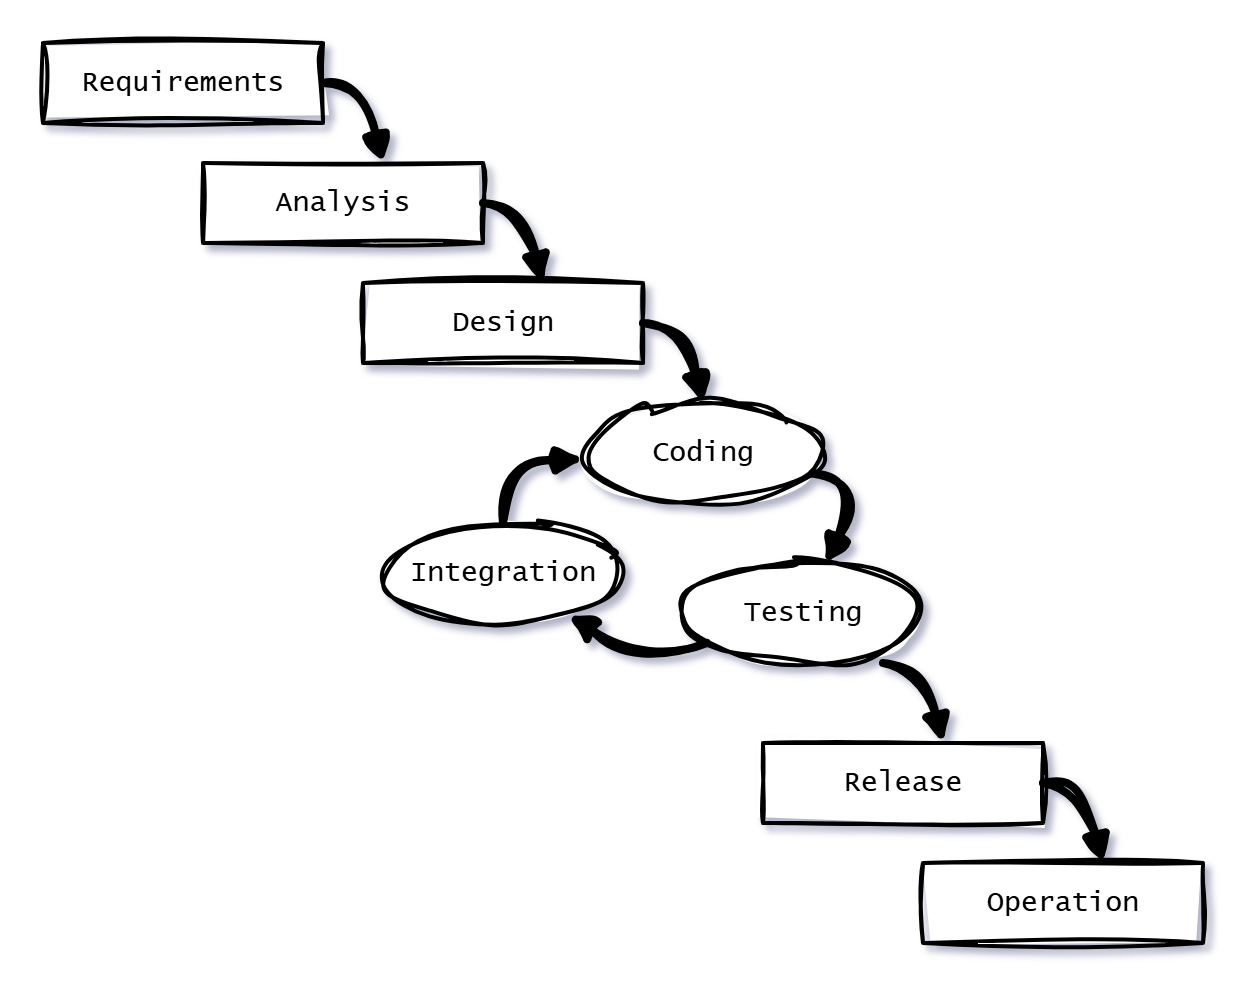 Requirements
Analysis
Design
Coding
Integration
Testing
Release
Operation